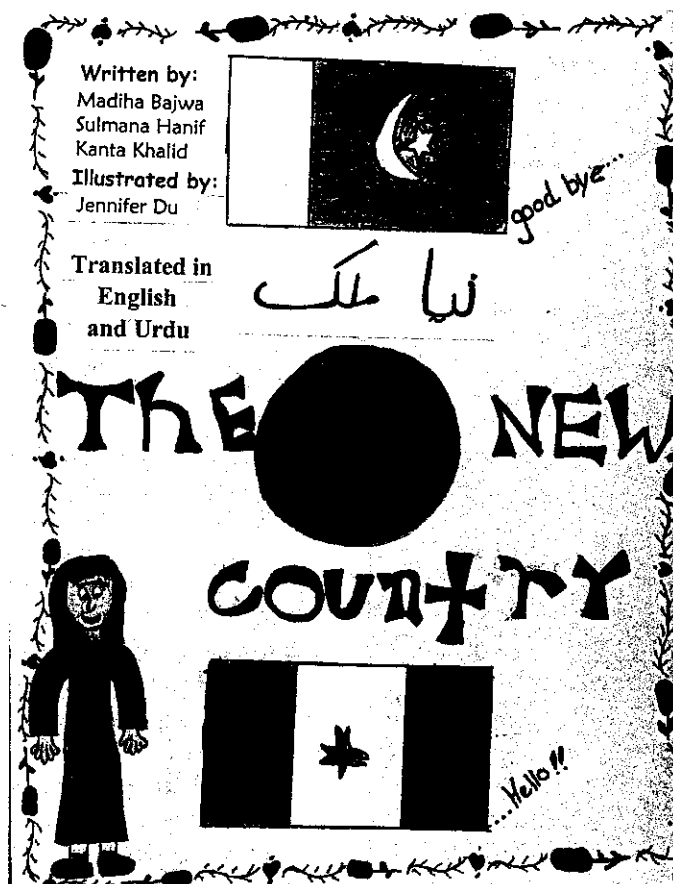 Written by:
Madiha Bajwa
Sulmana Hanif
Kanta Khalid
Illustrated by:
Jennifer Du
good bye...
Translated in
English
and Urdu
نیا ملک
The NEW
country
...Hello!!